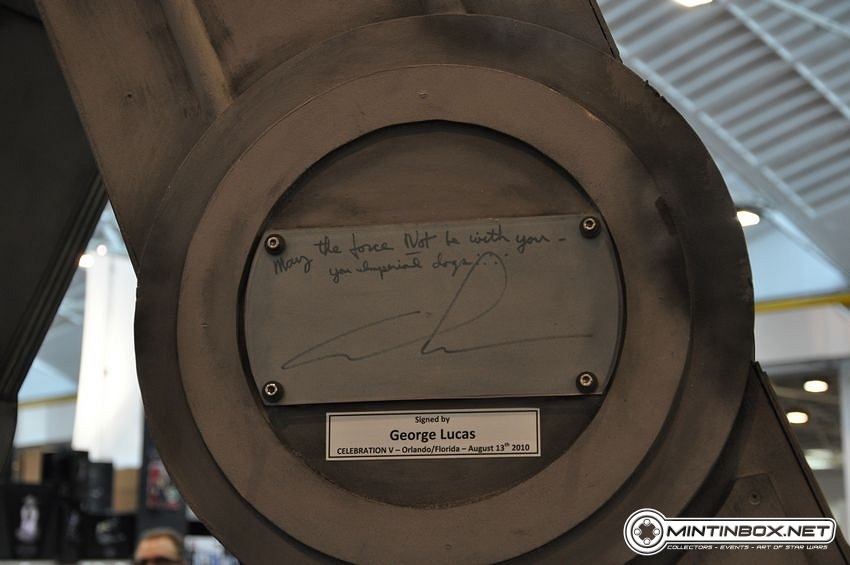 May the force Not be with you -
you Imperial dogs...
Signed by
George Lucas
CELEBRATION V – Orlando/Florida – August 13th 2010
MINTINBOX.NET
COLLECTORS - EVENTS - ART OF STAR WARS